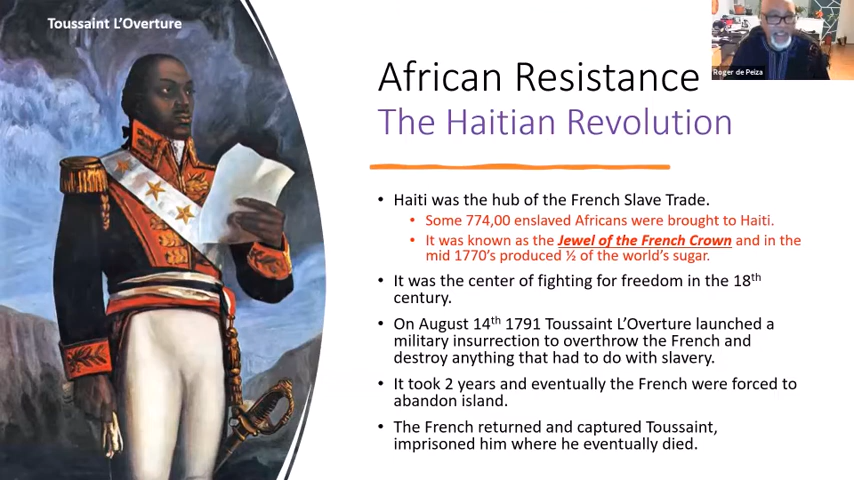 Toussaint L’Overture
Roger de Peiza
African Resistance
The Haitian Revolution
• Haiti was the hub of the French Slave Trade.
• Some 774,00 enslaved Africans were brought to Haiti.
• It was known as the Jewel of the French Crown and in the
mid 1770’s produced ½ of the world’s sugar.
• It was the center of fighting for freedom in the 18th
century.
• On August 14th 1791 Toussaint L’Overture launched a
military insurrection to overthrow the French and
destroy anything that had to do with slavery.
• It took 2 years and eventually the French were forced to
abandon island.
• The French returned and captured Toussaint,
imprisoned him where he eventually died.